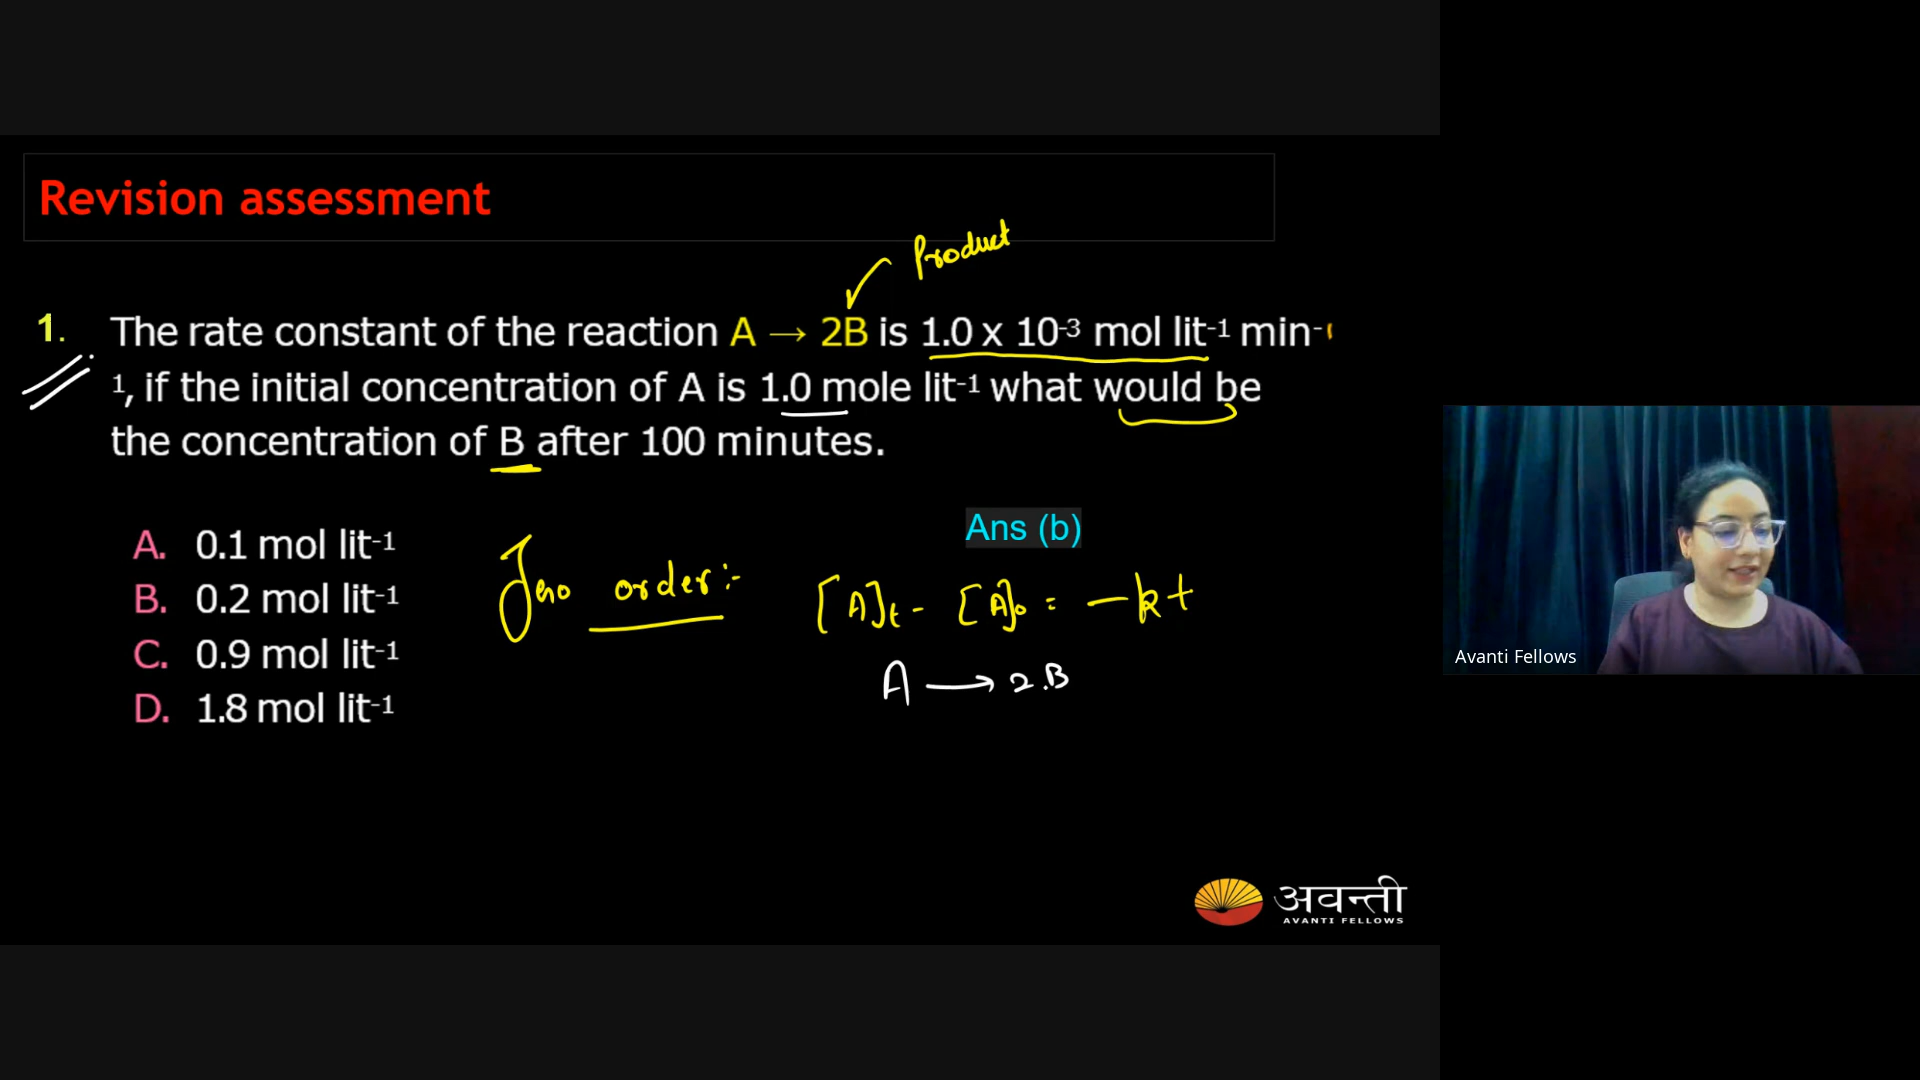 Revision assessment
Product
1. The rate constant of the reaction A → 2B is 1.0 x 10-3 mol lit-1 min-
1, if the initial concentration of A is 1.0 mole lit-1 what would be
the concentration of B after 100 minutes.
Ans (b)
A. 0.1 mol lit-1
B. 0.2 mol lit-1
C. 0.9 mol lit-1
D. 1.8 mol lit-1
Zero order:-
[A]t - [A]0 = -kt
A → 2B
Avanti Fellows
अवन्ती
AVANTI FELLOWS